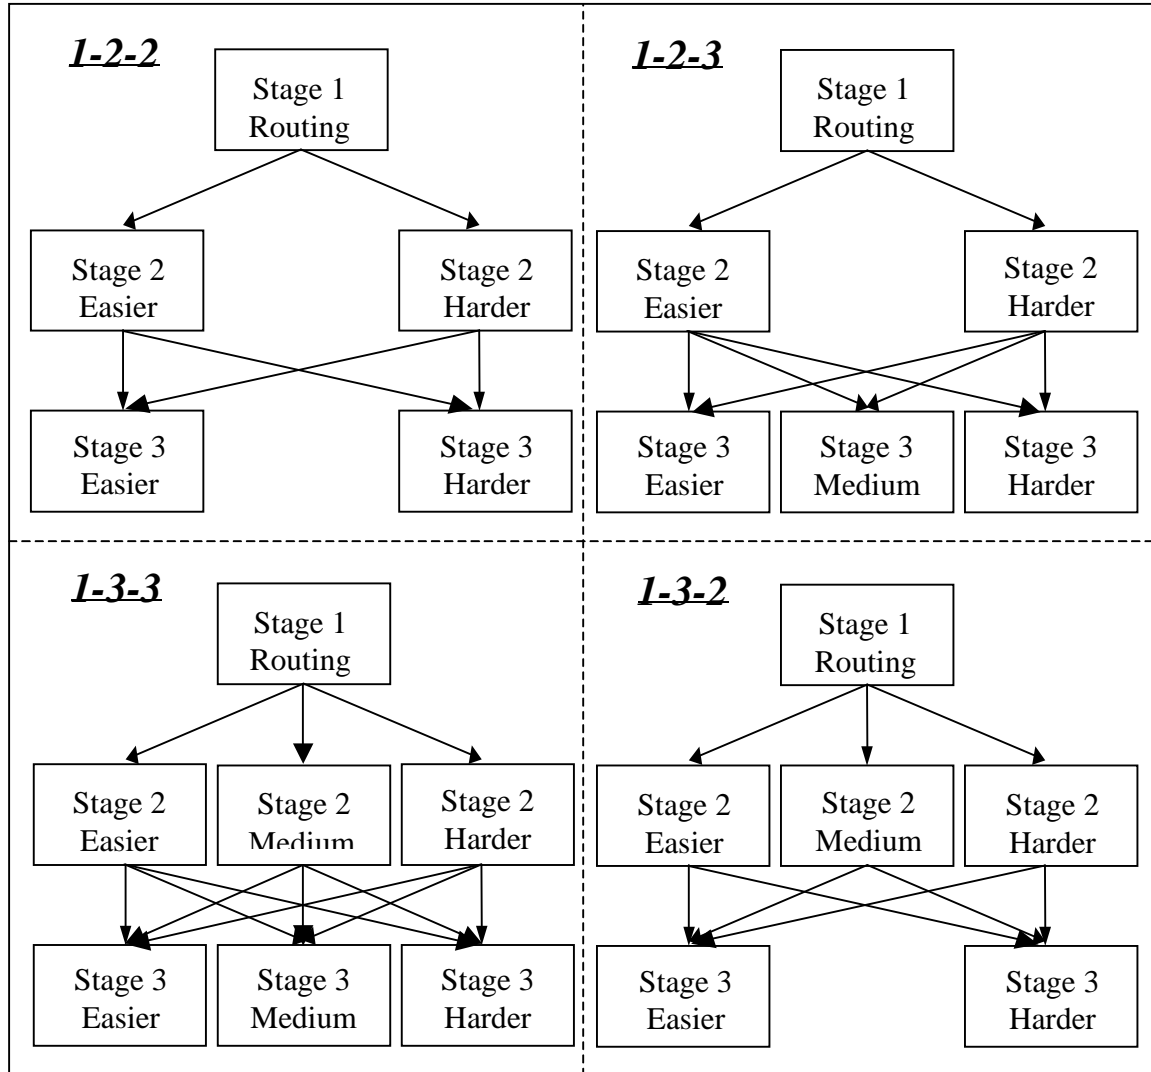 1-2-2
Stage 1
Routing
Stage 2
Easier
Stage 2
Harder
Stage 3
Easier
Stage 3
Harder
1-2-3
Stage 1
Routing
Stage 2
Easier
Stage 2
Harder
Stage 3
Easier
Stage 3
Medium
Stage 3
Harder
1-3-3
Stage 1
Routing
Stage 2
Easier
Stage 2
Medium
Stage 2
Harder
Stage 3
Easier
Stage 3
Medium
Stage 3
Harder
1-3-2
Stage 1
Routing
Stage 2
Easier
Stage 2
Medium
Stage 2
Harder
Stage 3
Easier
Stage 3
Harder